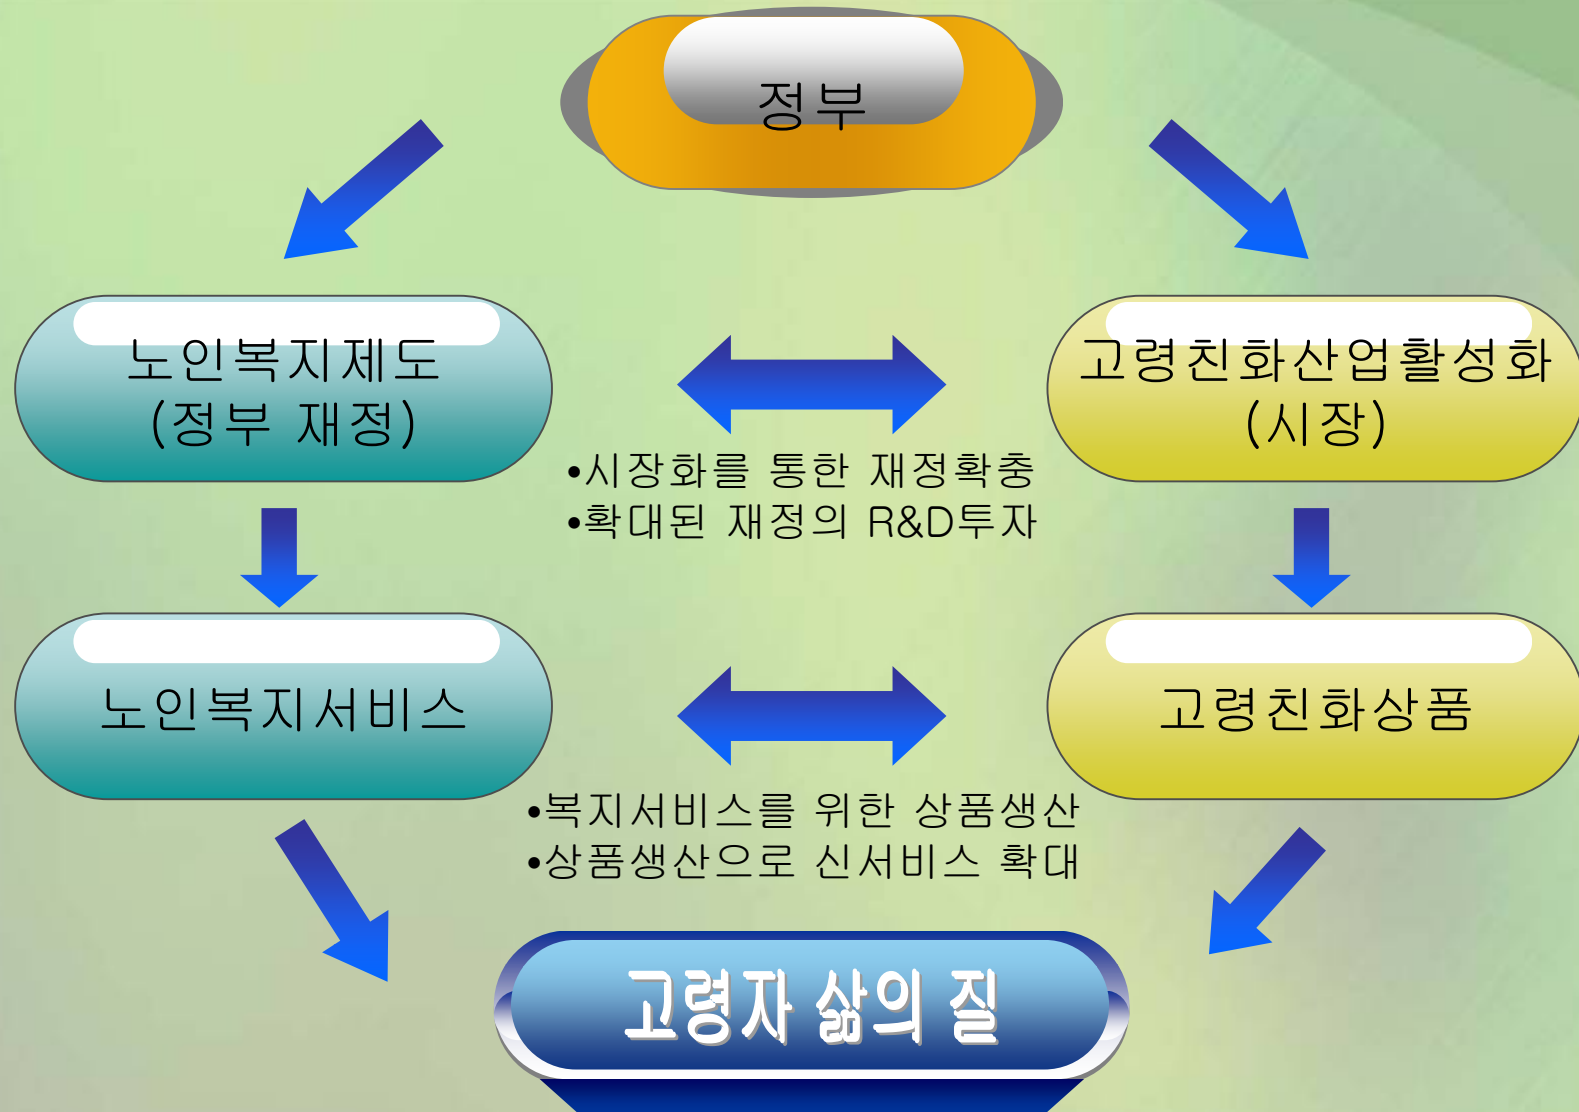 정부
노인복지제도
(정부 재정)
고령친화산업활성화
(시장)
•시장화를 통한 재정확충
•확대된 재정의 R&D투자
노인복지서비스
고령친화상품
•복지서비스를 위한 상품생산
•상품생산으로 신서비스 확대
고령자 삶의 질